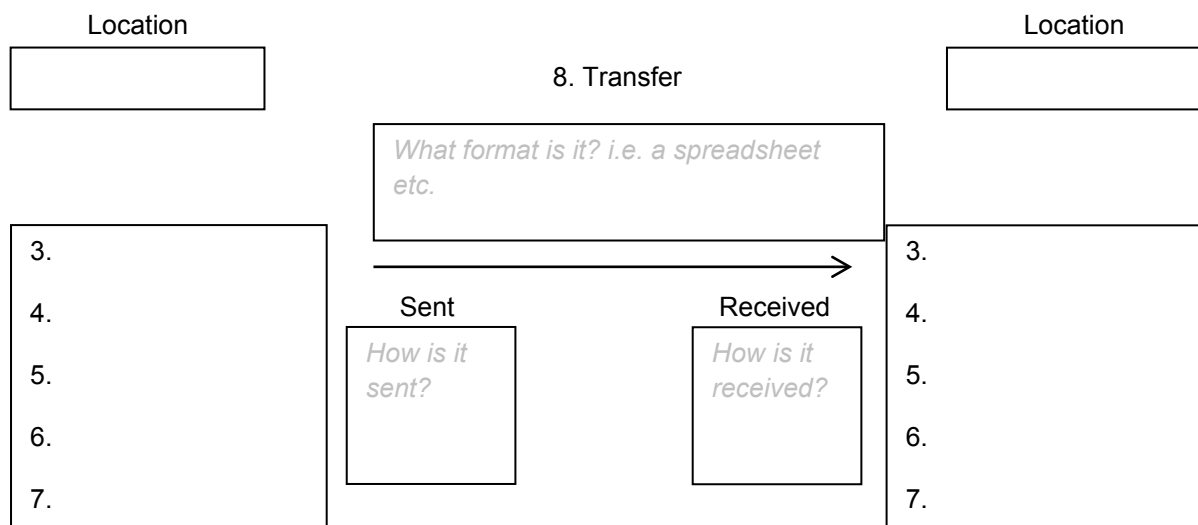 Location
Location
8. Transfer
What format is it? i.e. a spreadsheet
etc.
3.
4.
5.
6.
7.
Sent
How is it
sent?
Received
How is it
received?
3.
4.
5.
6.
7.